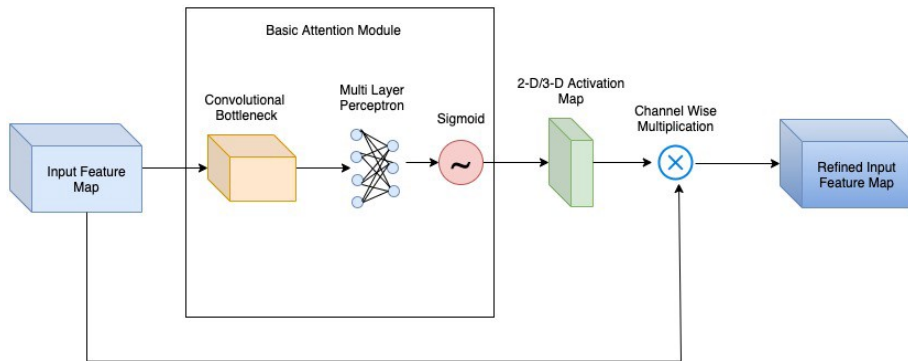 Basic Attention Module
Input Feature
Map
Convolutional
Bottleneck
Multi Layer
Perceptron
Sigmoid
~
2-D/3-D Activation
Map
Channel Wise
Multiplication
Refined Input
Feature Map